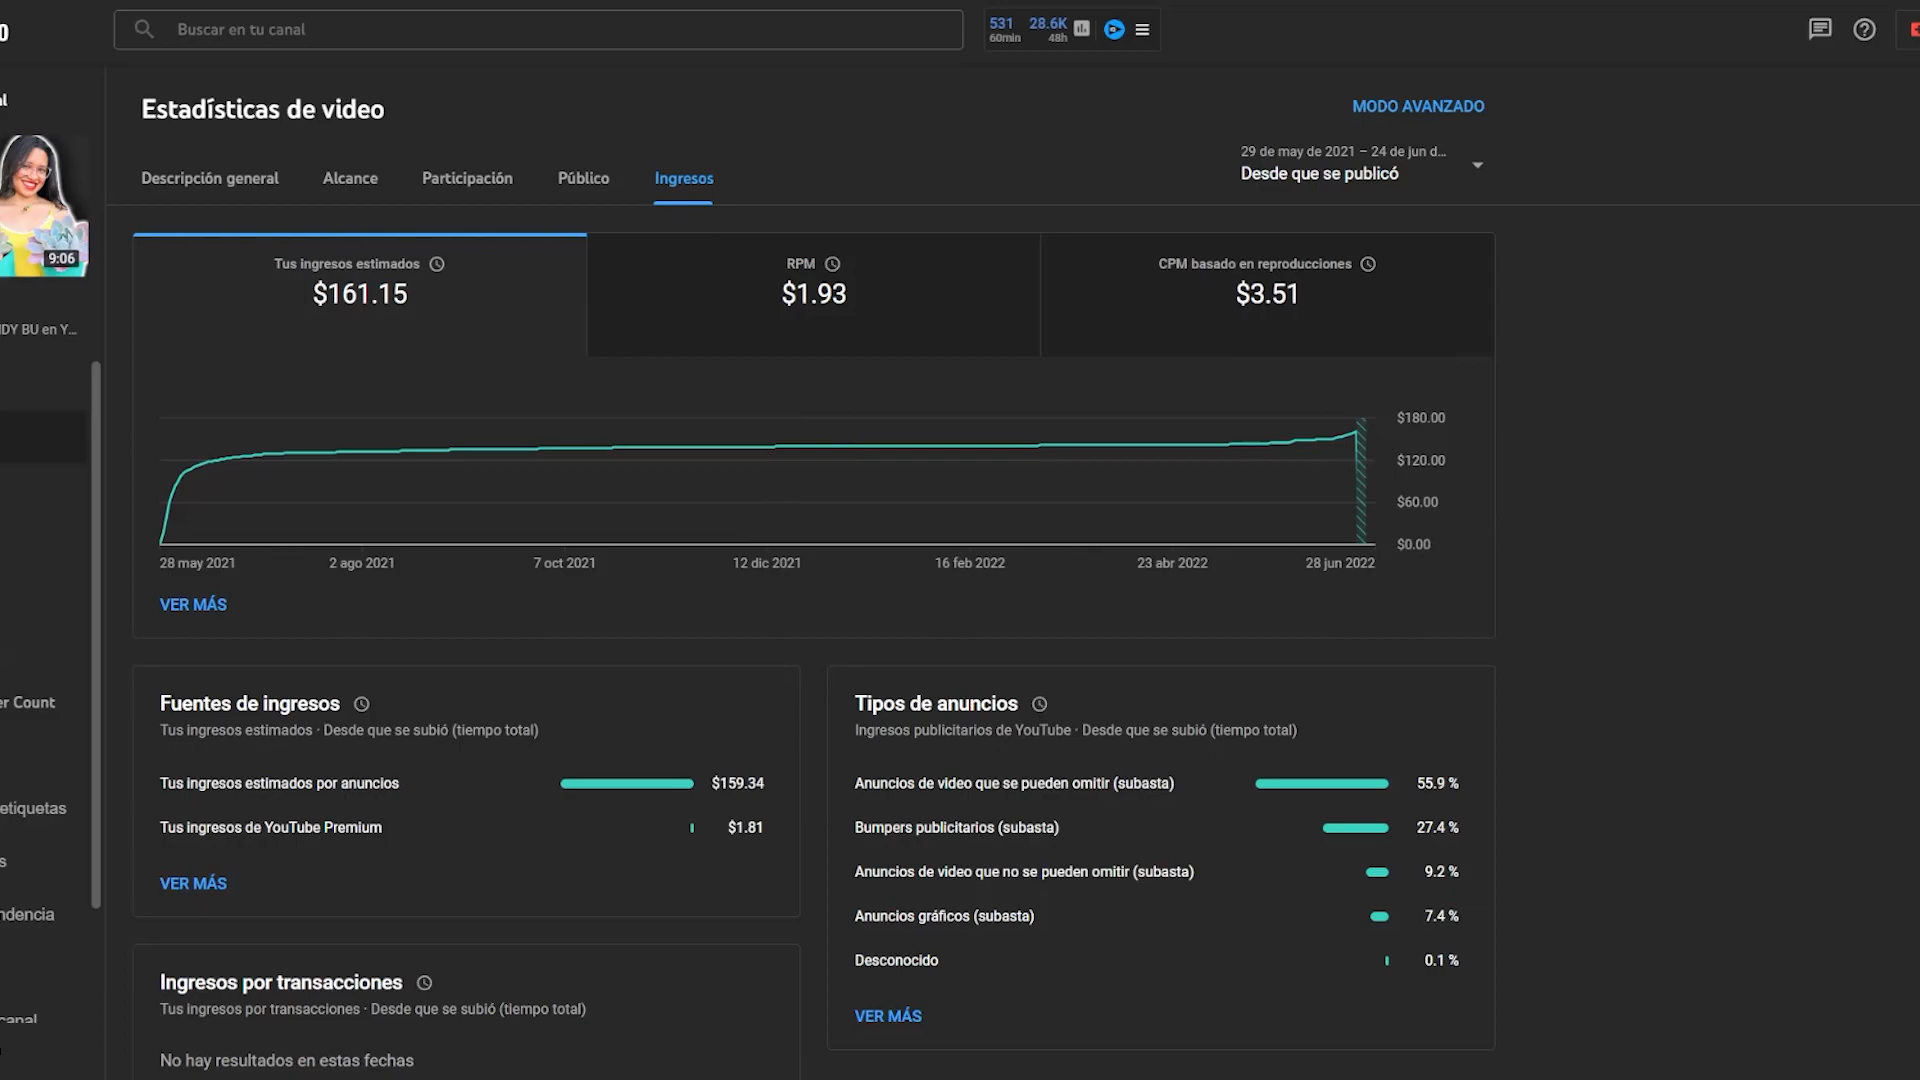 Buscar en tu canal
531 28.6K
60min 48h
Estadísticas de video
MODO AVANZADO
29 de may de 2021 – 24 de jun d...
Desde que se publicó
Descripción general Alcance Participación Público Ingresos
9:06
DY BU en Y...
Tus ingresos estimados
$161.15
RPM
$1.93
CPM basado en reproducciones
$3.51
$180.00
$120.00
$60.00
$0.00
28 may 2021 2 ago 2021 7 oct 2021 12 dic 2021 16 feb 2022 23 abr 2022 28 jun 2022
VER MÁS
er Count
etiquetas
s
ndencia
canal
Fuentes de ingresos
Tus ingresos estimados · Desde que se subió (tiempo total)
Tus ingresos estimados por anuncios $159.34
Tus ingresos de YouTube Premium $1.81
VER MÁS
Ingresos por transacciones
Tus ingresos por transacciones · Desde que se subió (tiempo total)
No hay resultados en estas fechas
Tipos de anuncios
Ingresos publicitarios de YouTube · Desde que se subió (tiempo total)
Anuncios de video que se pueden omitir (subasta) 55.9 %
Bumpers publicitarios (subasta) 27.4 %
Anuncios de video que no se pueden omitir (subasta) 9.2 %
Anuncios gráficos (subasta) 7.4 %
Desconocido 0.1 %
VER MÁS